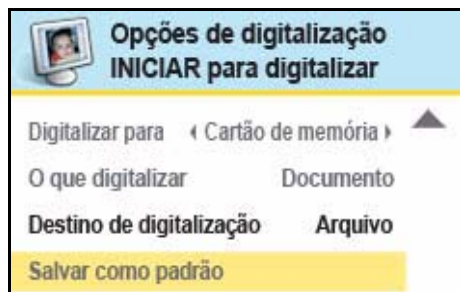 Opções de digitalização
INICIAR para digitalizar
Digitalizar para Cartão de memória
O que digitalizar Documento
Destino de digitalização Arquivo
Salvar como padrão